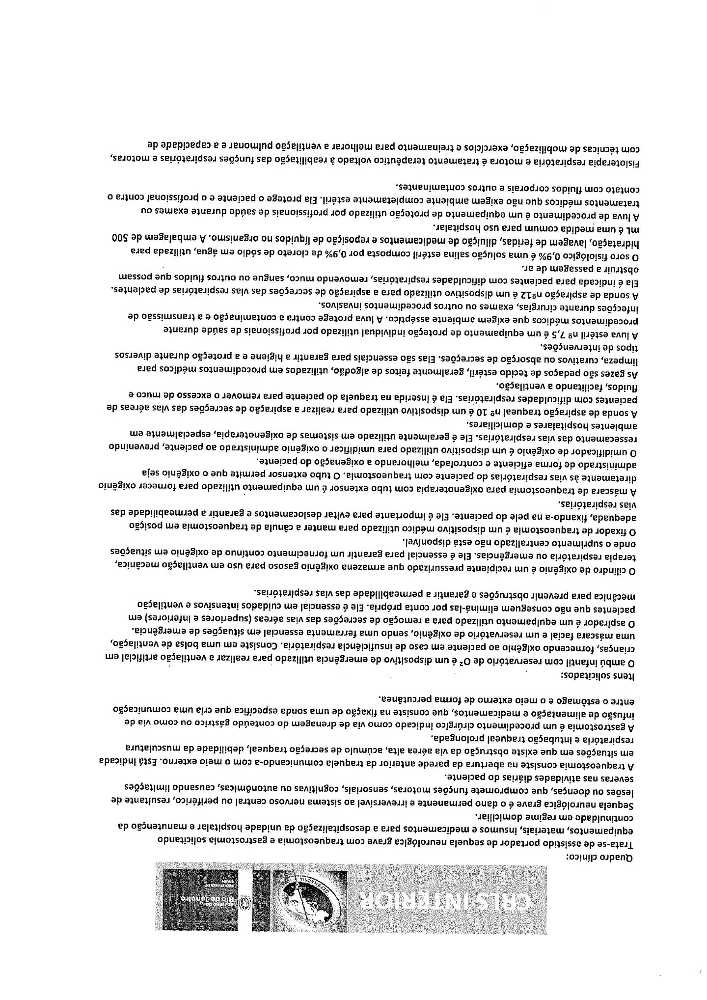 CRLS INTERIOR
DEFENSORIA
GOVERNO DO
Rio de Janeiro
SECRETARIA DE
SAÚDE
Quadro clínico:
Trata-se de assistido portador de sequela neurológica grave com traqueostomia e gastrostomia solicitando
equipamentos, materiais, insumos e medicamentos para a desospitalização da unidade hospitalar e manutenção da
continuidade em regime domiciliar.
Sequela neurológica grave é o dano permanente e irreversível ao sistema nervoso central ou periférico, resultante de
lesões ou doenças, que compromete funções motoras, sensoriais, cognitivas ou autonômicas, causando limitações
severas nas atividades diárias do paciente.
A traqueostomia consiste na abertura da parede anterior da traqueia comunicando-a com o meio externo. Está indicada
em situações em que existe obstrução da via aérea alta, acúmulo de secreção traqueal, debilidade da musculatura
respiratória e intubação traqueal prolongada.
A gastrostomia é um procedimento cirúrgico indicado como via de drenagem do conteúdo gástrico ou como via de
infusão de alimentação e medicamentos, que consiste na fixação de uma sonda específica que cria uma comunicação
entre o estômago e o meio externo de forma percutânea.
Itens solicitados:
O ambú infantil com reservatório de O² é um dispositivo de emergência utilizado para realizar a ventilação artificial em
crianças, fornecendo oxigênio ao paciente em caso de insuficiência respiratória. Consiste em uma bolsa de ventilação,
uma máscara facial e um reservatório de oxigênio, sendo uma ferramenta essencial em situações de emergência.
O aspirador é um equipamento utilizado para a remoção de secreções das vias aéreas (superiores e inferiores) em
pacientes que não conseguem eliminá-las por conta própria. Ele é essencial em cuidados intensivos e ventilação
mecânica para prevenir obstruções e garantir a permeabilidade das vias respiratórias.
O cilindro de oxigênio é um recipiente pressurizado que armazena oxigênio gasoso para uso em ventilação mecânica,
terapia respiratória ou emergências. Ele é essencial para garantir um fornecimento contínuo de oxigênio em situações
onde o suprimento centralizado não está disponível.
O fixador de traqueostomia é um dispositivo médico utilizado para manter a cânula de traqueostomia em posição
adequada, fixando-a na pele do paciente. Ele é importante para evitar deslocamentos e garantir a permeabilidade das
vias respiratórias.
A máscara de traqueostomia para oxigenoterapia com tubo extensor é um equipamento utilizado para fornecer oxigênio
diretamente às vias respiratórias do paciente com traqueostomia. O tubo extensor permite que o oxigênio seja
administrado de forma eficiente e controlada, melhorando a oxigenação do paciente.
O umidificador de oxigênio é um dispositivo utilizado para umidificar o oxigênio administrado ao paciente, prevenindo
ressecamento das vias respiratórias. Ele é geralmente utilizado em sistemas de oxigenoterapia, especialmente em
ambientes hospitalares e domiciliares.
A sonda de aspiração traqueal nº 10 é um dispositivo utilizado para realizar a aspiração de secreções das vias aéreas de
pacientes com dificuldades respiratórias. Ela é inserida na traqueia do paciente para remover o excesso de muco e
fluidos, facilitando a ventilação.
As gazes são pedaços de tecido estéril, geralmente feitos de algodão, utilizados em procedimentos médicos para
limpeza, curativos ou absorção de secreções. Elas são essenciais para garantir a higiene e a proteção durante diversos
tipos de intervenções.
A luva estéril nº 7,5 é um equipamento de proteção individual utilizado por profissionais de saúde durante
procedimentos médicos que exigem ambiente asséptico. A luva protege contra a contaminação e a transmissão de
infecções durante cirurgias, exames ou outros procedimentos invasivos.
A sonda de aspiração nº12 é um dispositivo utilizado para a aspiração de secreções das vias respiratórias de pacientes.
Ela é indicada para pacientes com dificuldades respiratórias, removendo muco, sangue ou outros fluidos que possam
obstruir a passagem de ar.
O soro fisiológico 0,9% é uma solução salina estéril composta por 0,9% de cloreto de sódio em água, utilizada para
hidratação, lavagem de feridas, diluição de medicamentos e reposição de líquidos no organismo. A embalagem de 500
mL é uma medida comum para uso hospitalar.
A luva de procedimento é um equipamento de proteção utilizado por profissionais de saúde durante exames ou
tratamentos médicos que não exigem ambiente completamente estéril. Ela protege o paciente e o profissional contra o
contato com fluidos corporais e outros contaminantes.
Fisioterapia respiratória e motora é tratamento terapêutico voltado à reabilitação das funções respiratórias e motoras,
com técnicas de mobilização, exercícios e treinamento para melhorar a ventilação pulmonar e a capacidade de